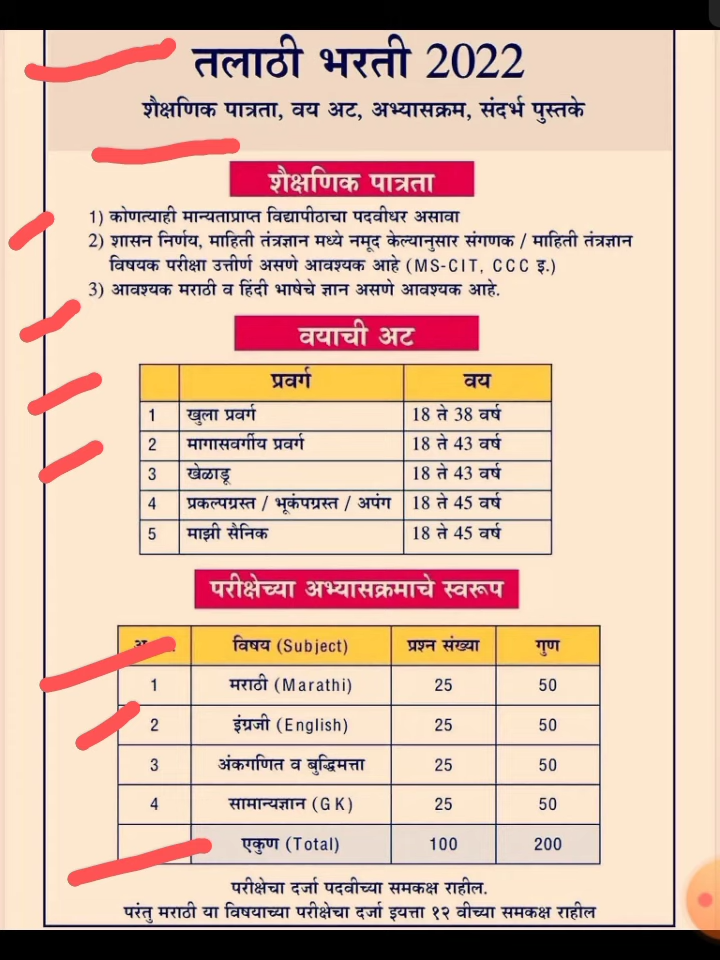 तलाठी भरती 2022
शैक्षणिक पात्रता, वय अट, अभ्यासक्रम, संदर्भ पुस्तके
शैक्षणिक पात्रता
1) कोणत्याही मान्यताप्राप्त विद्यापीठाचा पदवीधर असावा
2) शासन निर्णय, माहिती तंत्रज्ञान मध्ये नमूद केल्यानुसार संगणक / माहिती तंत्रज्ञान
विषयक परीक्षा उत्तीर्ण असणे आवश्यक आहे (MS-CIT, CCC इ.)
3) आवश्यक मराठी व हिंदी भाषेचे ज्ञान असणे आवश्यक आहे.
वयाची अट
प्रवर्ग वय
1 खुला प्रवर्ग 18 ते 38 वर्ष
2 मागासवर्गीय प्रवर्ग 18 ते 43 वर्ष
3 खेळाडू 18 ते 43 वर्ष
4 प्रकल्पग्रस्त / भूकंपग्रस्त / अपंग 18 ते 45 वर्ष
5 माझी सैनिक 18 ते 45 वर्ष
परीक्षेच्या अभ्यासक्रमाचे स्वरूप
विषय (Subject) प्रश्न संख्या गुण
1 मराठी (Marathi) 25 50
2 इंग्रजी (English) 25 50
3 अंकगणित व बुद्धिमत्ता 25 50
4 सामान्यज्ञान (GK) 25 50
एकुण (Total) 100 200
परीक्षेचा दर्जा पदवीच्या समकक्ष राहील.
परंतु मराठी या विषयाच्या परीक्षेचा दर्जा इयत्ता १२ वीच्या समकक्ष राहील